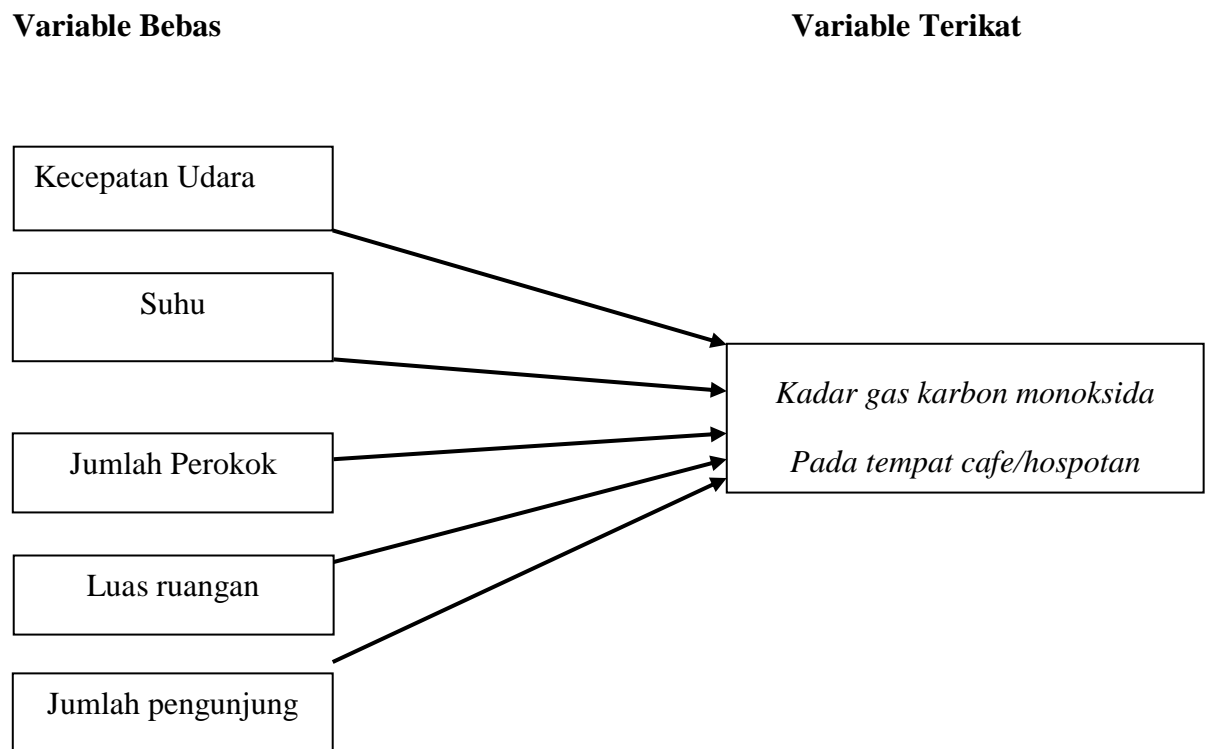 Variable Bebas
Variable Terikat
Kecepatan Udara
Suhu
Jumlah Perokok
Luas ruangan
Jumlah pengunjung
Kadar gas karbon monoksida
Pada tempat cafe/hospotan